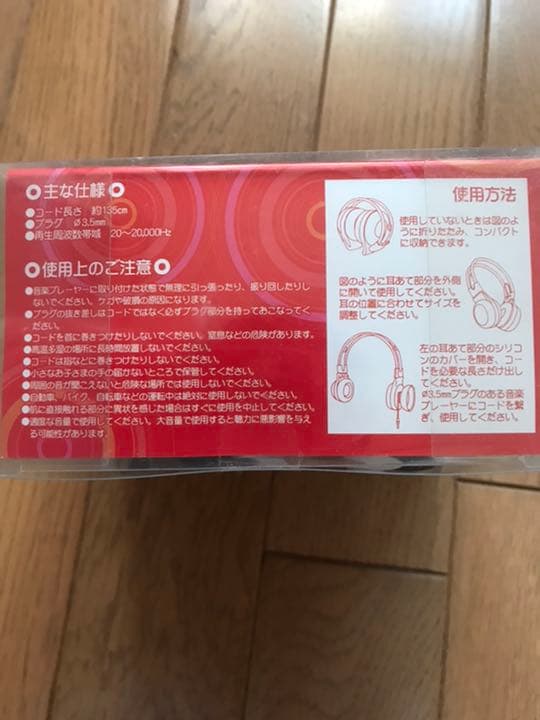 主な仕様
●コード長さ 約135cm
●プラグ Ø3.5mm
●再生周波数帯域 20〜20,000Hz
使用上のご注意
●音楽プレーヤーに取り付けた状態で無理に引っ張ったり、振り回したりし
ないでください。ケガや破損の原因になります。
●プラグの抜き差しはコードではなく必ずプラグ部分を持っておこなってく
ださい。
●コードを首に巻きつけたりしないでください。窒息などの危険があります。
●高温多湿の場所に長時間放置しないでください。
●コードは指などに巻きつけたりしないでください。
●小さなお子さまの手の届かないところで保管してください。
●周囲の音が聞こえないと危険な場所では使用しないでください。
●自動車、バイク、自転車などの運転中は絶対に使用しないでください。
●肌に直接触れる部分に異状を感じた場合はすぐに使用を中止してください。
●適度な音量で使用してください。大音量で使用すると聴力に悪影響を与え
る可能性があります。
使用方法
使用していないときは図のよ
うに折りたたみ、コンパクト
に収納できます。
図のように耳あて部分を外側
に開いて使用してください。
耳の位置に合わせてサイズを
調整してください。
左の耳あて部分のシリコ
ンのカバーを開き、コー
ドを必要な長さだけ出し
てください。
Ø3.5mmプラグのある音楽
プレーヤーにコードを繋
ぎ、使用してください。